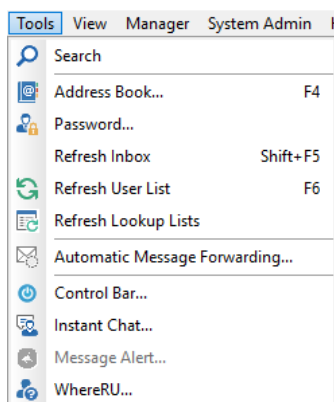 Tools View Manager System Admin
Search
Address Book... F4
Password...
Refresh Inbox Shift+F5
Refresh User List F6
Refresh Lookup Lists
Automatic Message Forwarding...
Control Bar...
Instant Chat...
Message Alert...
WhereRU...